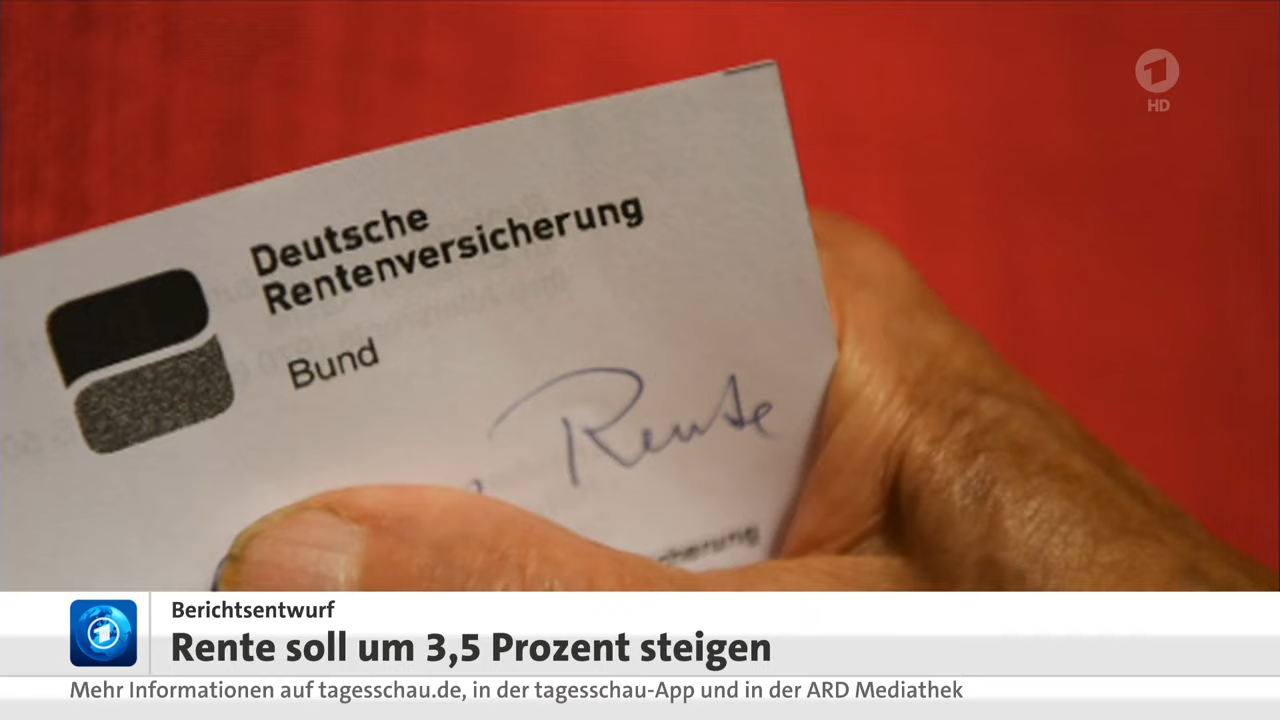 HD
Deutsche
Rentenversicherung
Bund
Rente
cherung
Berichtsentwurf
Rente soll um 3,5 Prozent steigen
Mehr Informationen auf tagesschau.de, in der tagesschau-App und in der ARD Mediathek